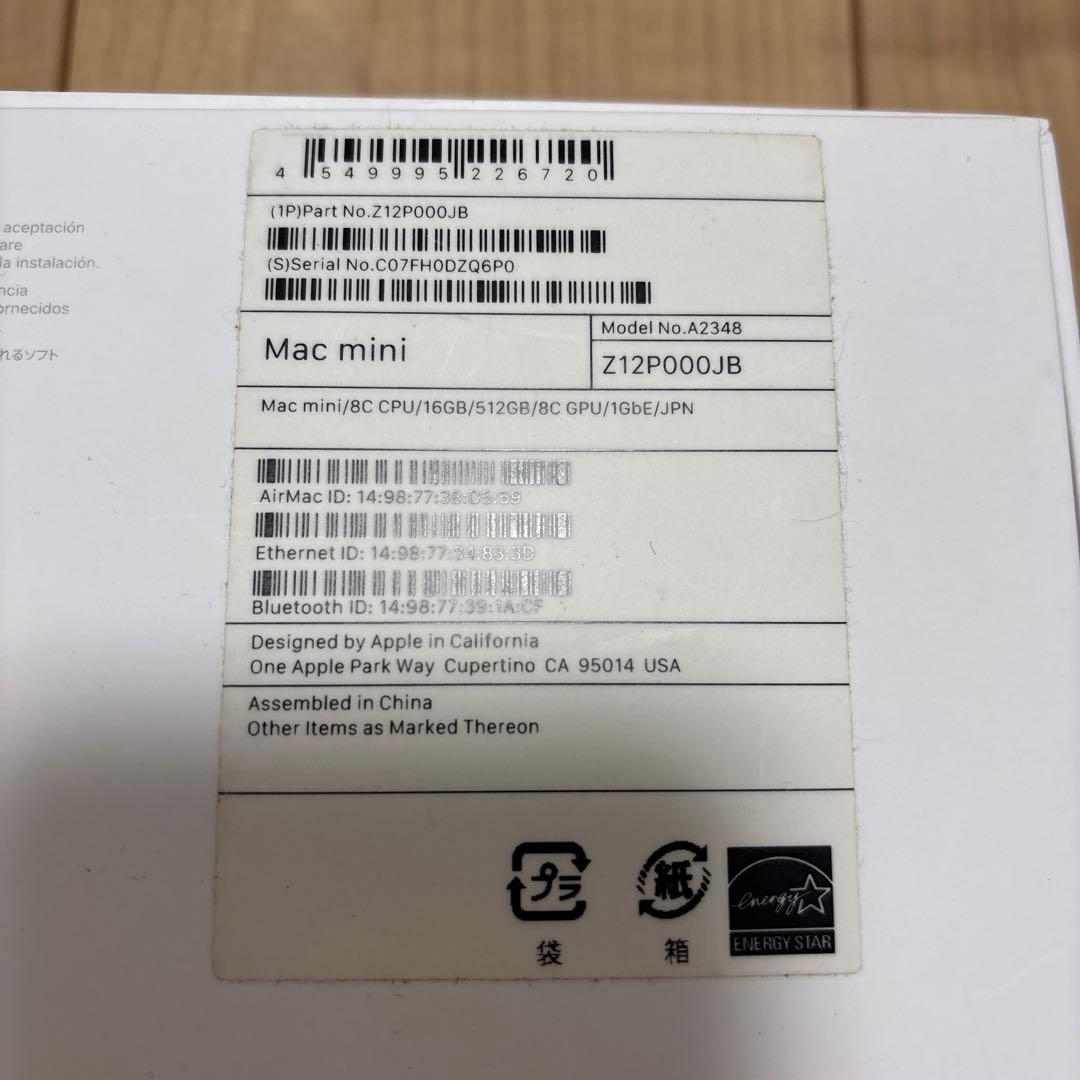 aceptación
are
la instalación.
ncia
ornecidos
れるソフト
4 549995 226720
(1P)Part No.Z12P000JB
(S)Serial No.C07FH0DZQ6P0
Mac mini
Model No.A2348
Z12P000JB
Mac mini/8C CPU/16GB/512GB/8C GPU/1GbE/JPN
AirMac ID: 14:98:77:38:D5:59
Ethernet ID: 14:98:77:34:83:3D
Bluetooth ID: 14:98:77:39:1A:CF
Designed by Apple in California
One Apple Park Way Cupertino CA 95014 USA
Assembled in China
Other Items as Marked Thereon
プラ
袋
紙
箱
energy
ENERGY STAR